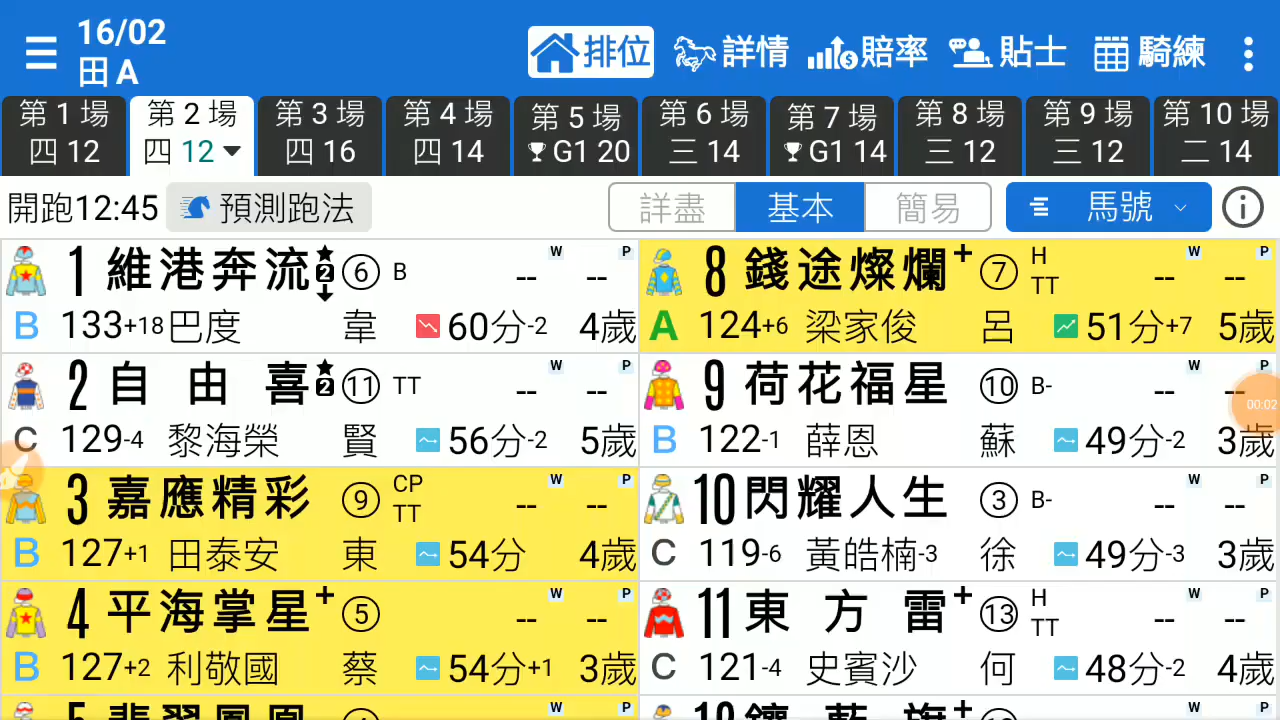 16/02
田 A
排位
詳情
賠率
貼士
騎練
第 1 場
四 12
第 2 場
四 12
第 3 場
四 16
第 4 場
四 14
第 5 場
G1 20
第 6 場
三 14
第 7 場
G1 14
第 8 場
三 12
第 9 場
三 12
第 10 場
二 14
開跑12:45
預測跑法
詳盡
基本
簡易
馬號
1 維港奔流 2 ⑥ B W -- P --
B 133+18 巴度 韋 60分-2 4歲
2 自由喜 2 ⑪ TT W -- P --
C 129-4 黎海榮 賢 56分-2 5歲
3 嘉應精彩 ⑨ CP TT W -- P --
B 127+1 田泰安 東 54分 4歲
4 平海掌星+ ⑤ W -- P --
B 127+2 利敬國 蔡 54分+1 3歲
W P
8 錢途燦爛+ ⑦ H TT W -- P --
A 124+6 梁家俊 呂 51分+7 5歲
9 荷花福星 ⑩ B- W -- P --
B 122-1 薛恩 蘇 49分-2 3歲
00:02
10 閃耀人生 ③ B- W -- P --
C 119-6 黃皓楠-3 徐 49分-3 3歲
11 東方雷+ ⑬ H TT W -- P --
C 121-4 史賓沙 何 48分-2 4歲
W P